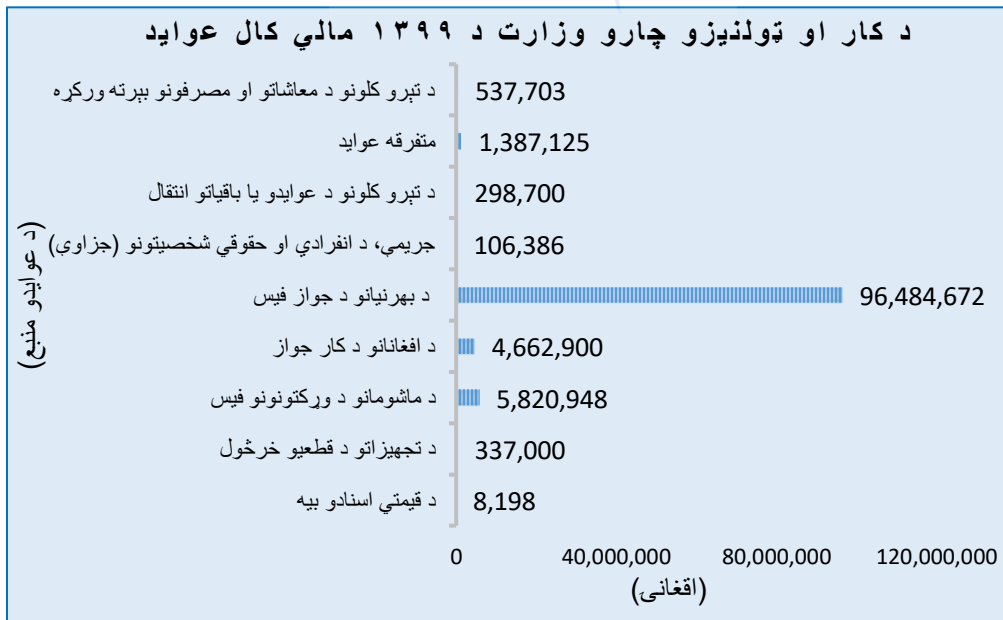 د کار او ټولنیزو چارو وزارت د ۱۳۹۹ مالي کال عواید
د تېرو کلونو د معاشاتو او مصرفونو بېرته ورکړه 537,703
متفرقه عواید 1,387,125
د تېرو کلونو د عوایدو یا باقیاتو انتقال 298,700
جریمې، د انفرادي او حقوقي شخصیتونو (جزاوې) 106,386
د بهرنیانو د جواز فیس 96,484,672
د افغانانو د کار جواز 4,662,900
د ماشومانو د وړکتونونو فیس 5,820,948
د تجهیزاتو د قطعیو خرڅول 337,000
د قیمتي اسنادو بیه 8,198
(د عوایدو منبع)
0 40,000,000 80,000,000 120,000,000
(افغانۍ)